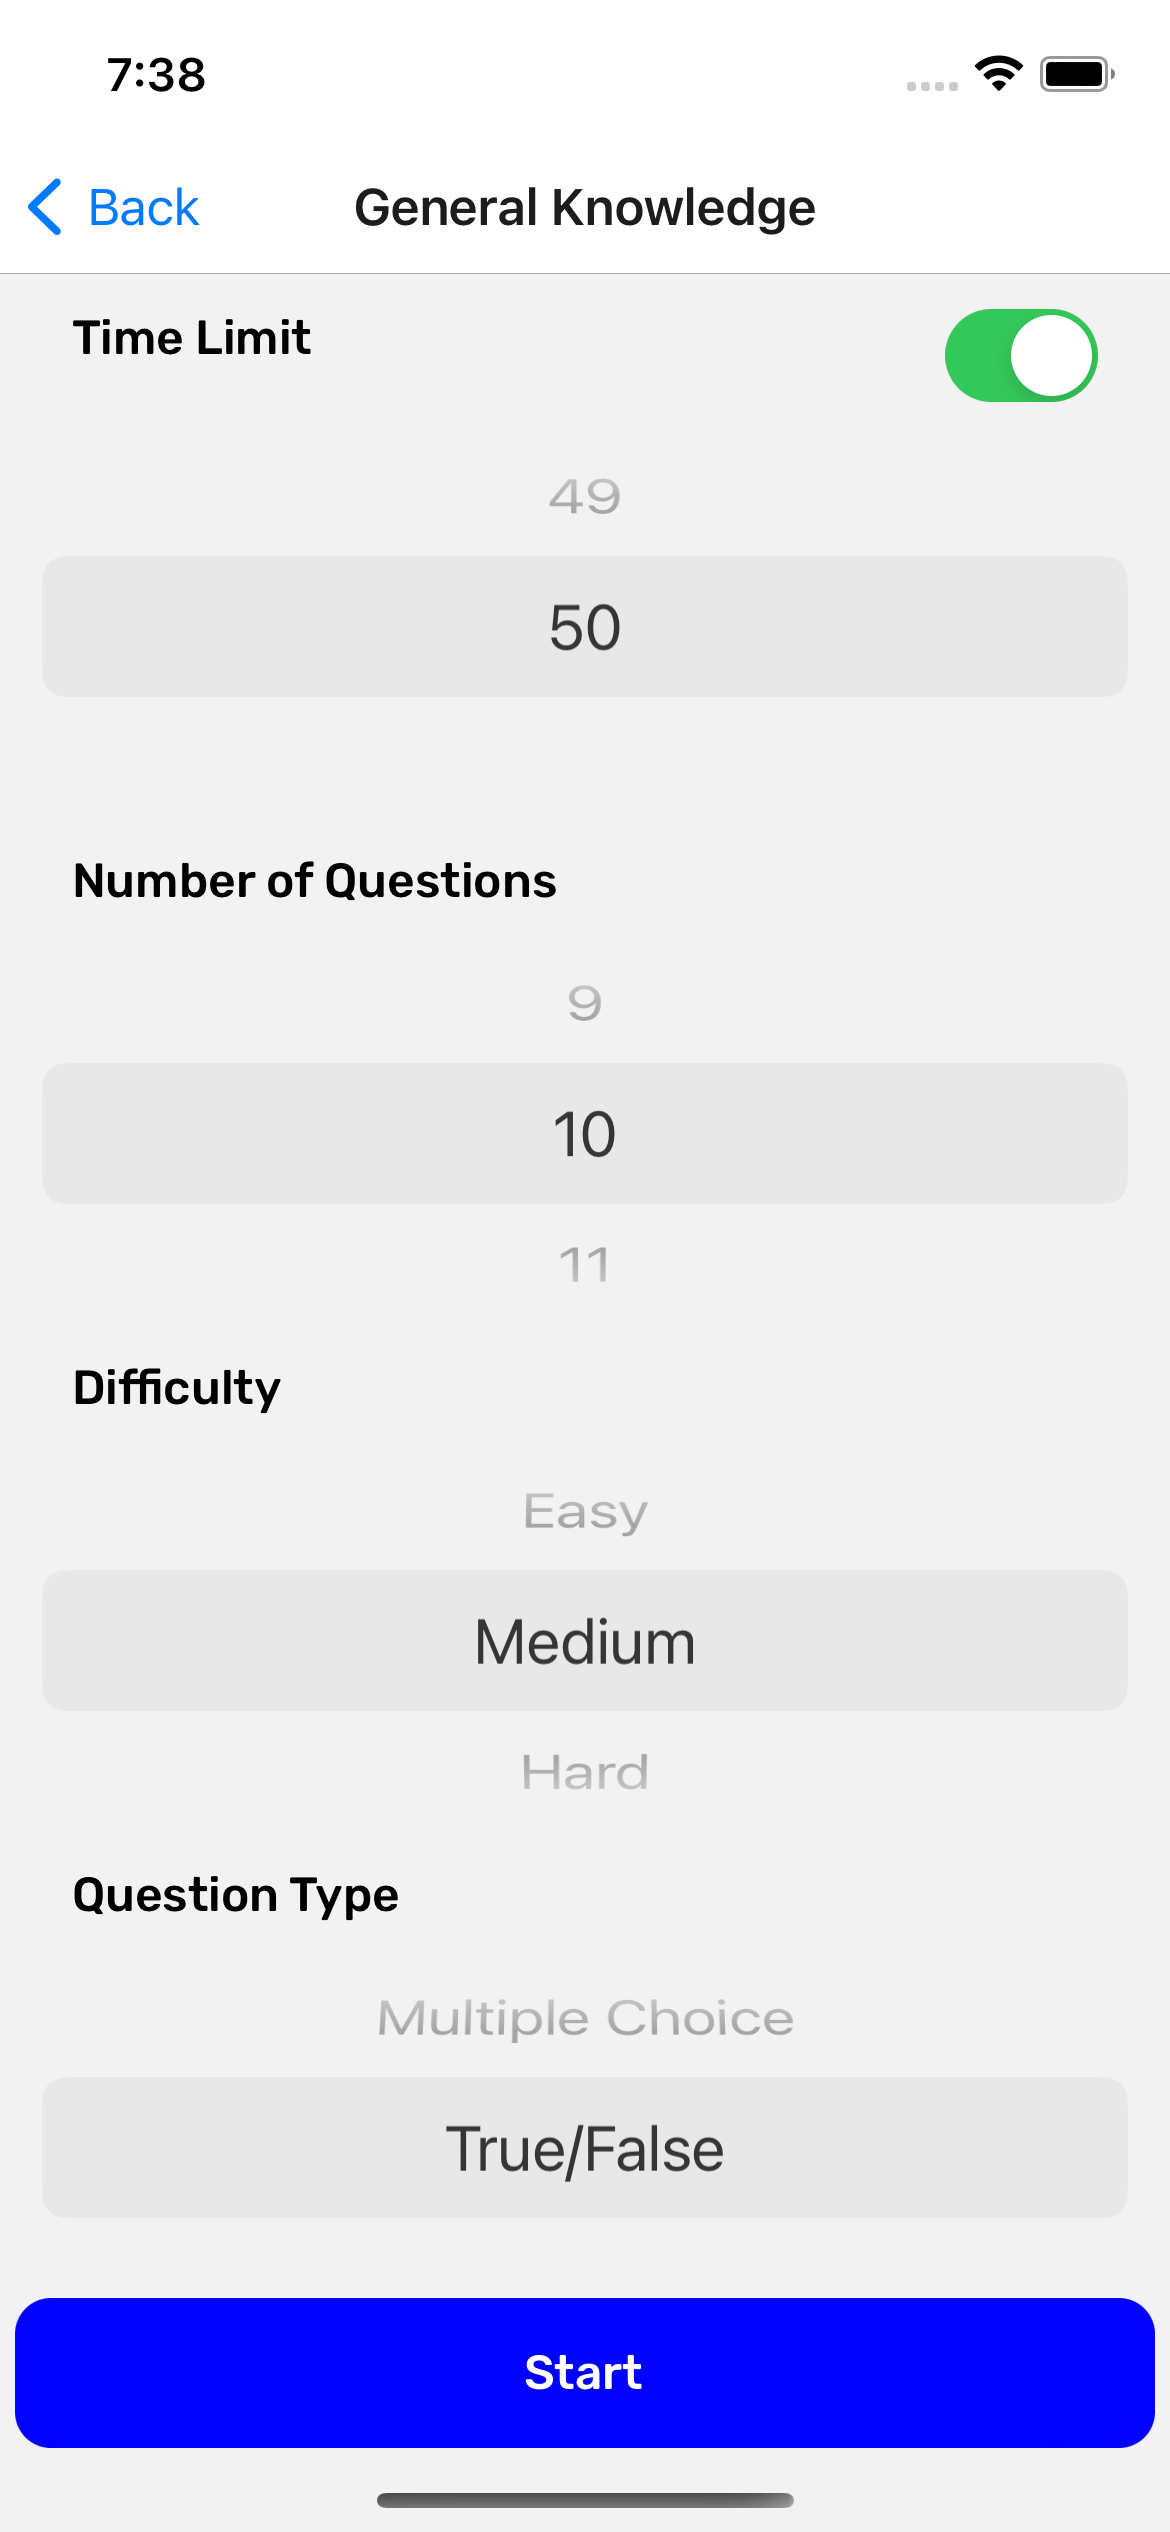 7:38
Back
General Knowledge
Time Limit
49
50
Number of Questions
9
10
11
Difficulty
Easy
Medium
Hard
Question Type
Multiple Choice
True/False
Start